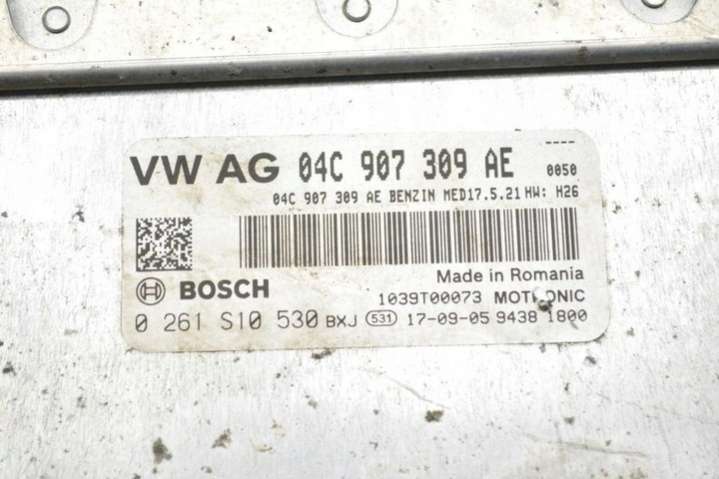 ----
VW AG 04C 907 309 AE 0050
04C 907 309 AE BENZIN MED17.5.21 HW: H26
Made in Romania
BOSCH 1039T00073 MOTRONIC
0 261 S10 530 BXJ 531 17-09-05 9438 1800